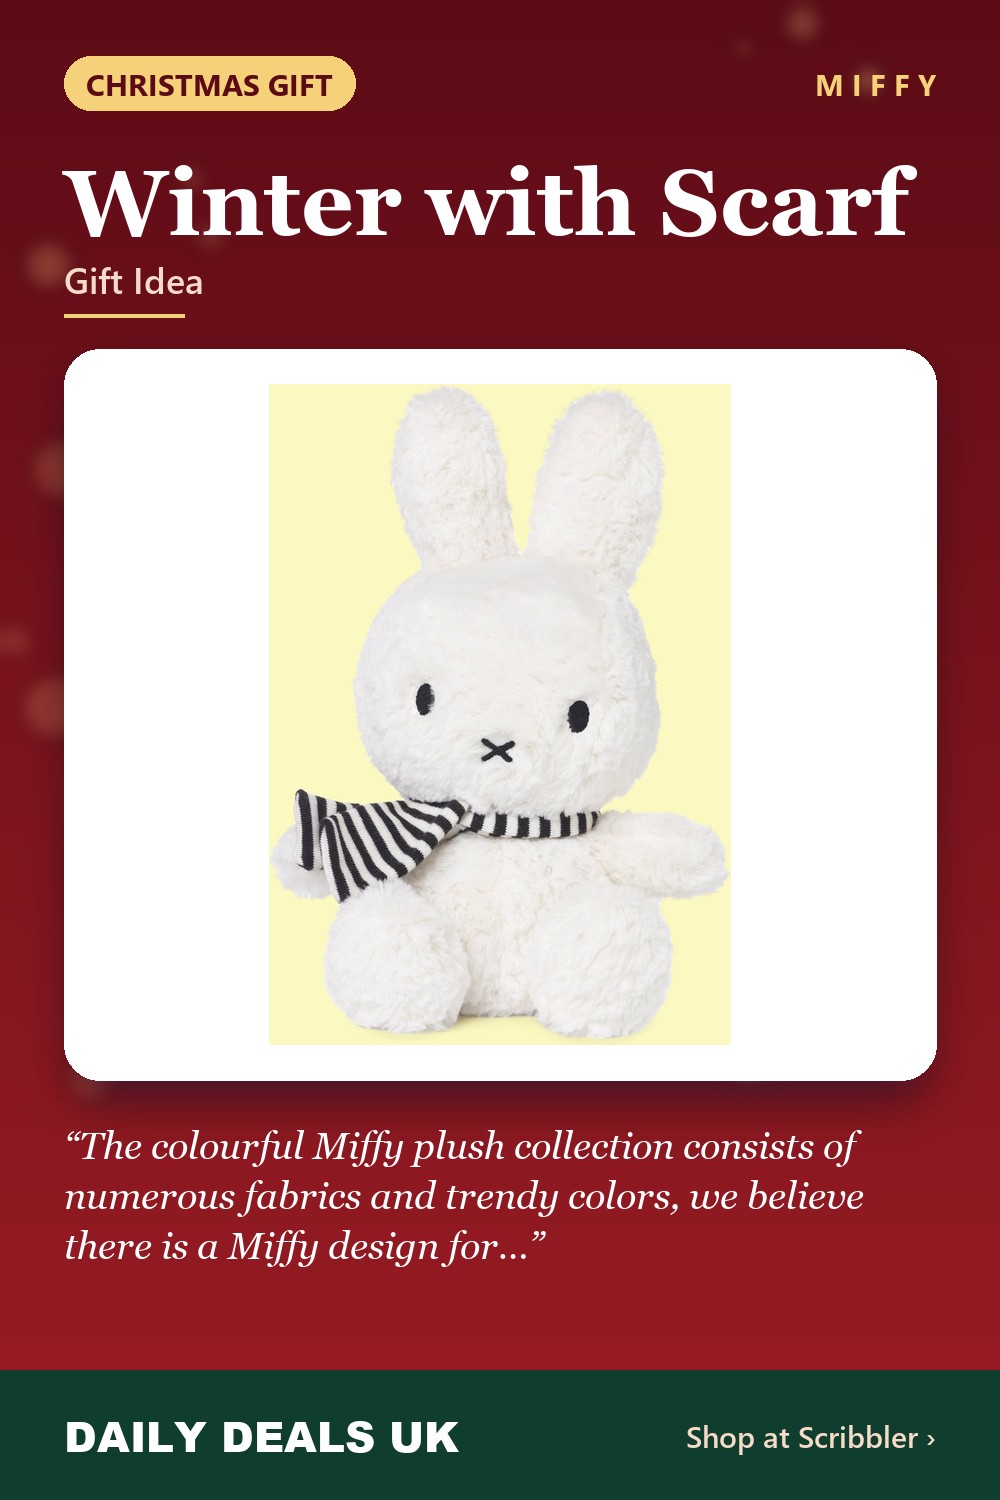 CHRISTMAS GIFT
MIFFY
Winter with Scarf
Gift Idea
“The colourful Miffy plush collection consists of
numerous fabrics and trendy colors, we believe
there is a Miffy design for...”
DAILY DEALS UK
Shop at Scribbler ›